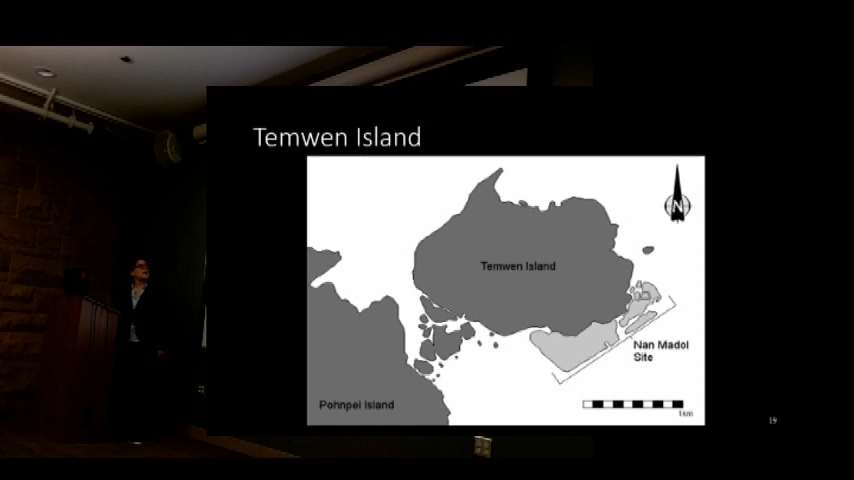 Temwen Island
N
Temwen Island
Nan Madol
Site
Pohnpei Island
1km
19